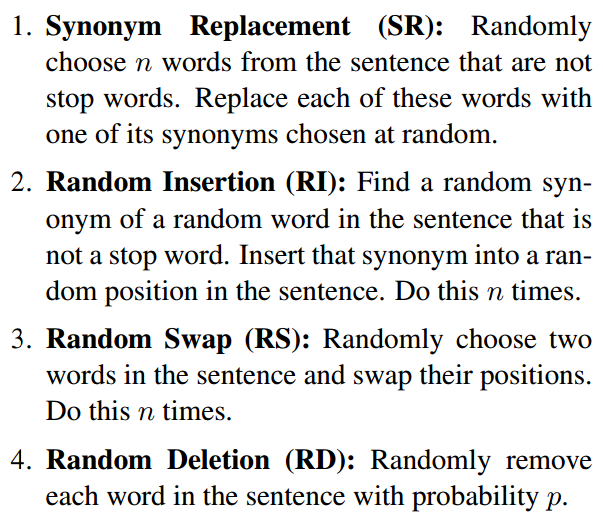 1. Synonym Replacement (SR): Randomly
choose n words from the sentence that are not
stop words. Replace each of these words with
one of its synonyms chosen at random.
2. Random Insertion (RI): Find a random syn-
onym of a random word in the sentence that is
not a stop word. Insert that synonym into a ran-
dom position in the sentence. Do this n times.
3. Random Swap (RS): Randomly choose two
words in the sentence and swap their positions.
Do this n times.
4. Random Deletion (RD): Randomly remove
each word in the sentence with probability p.